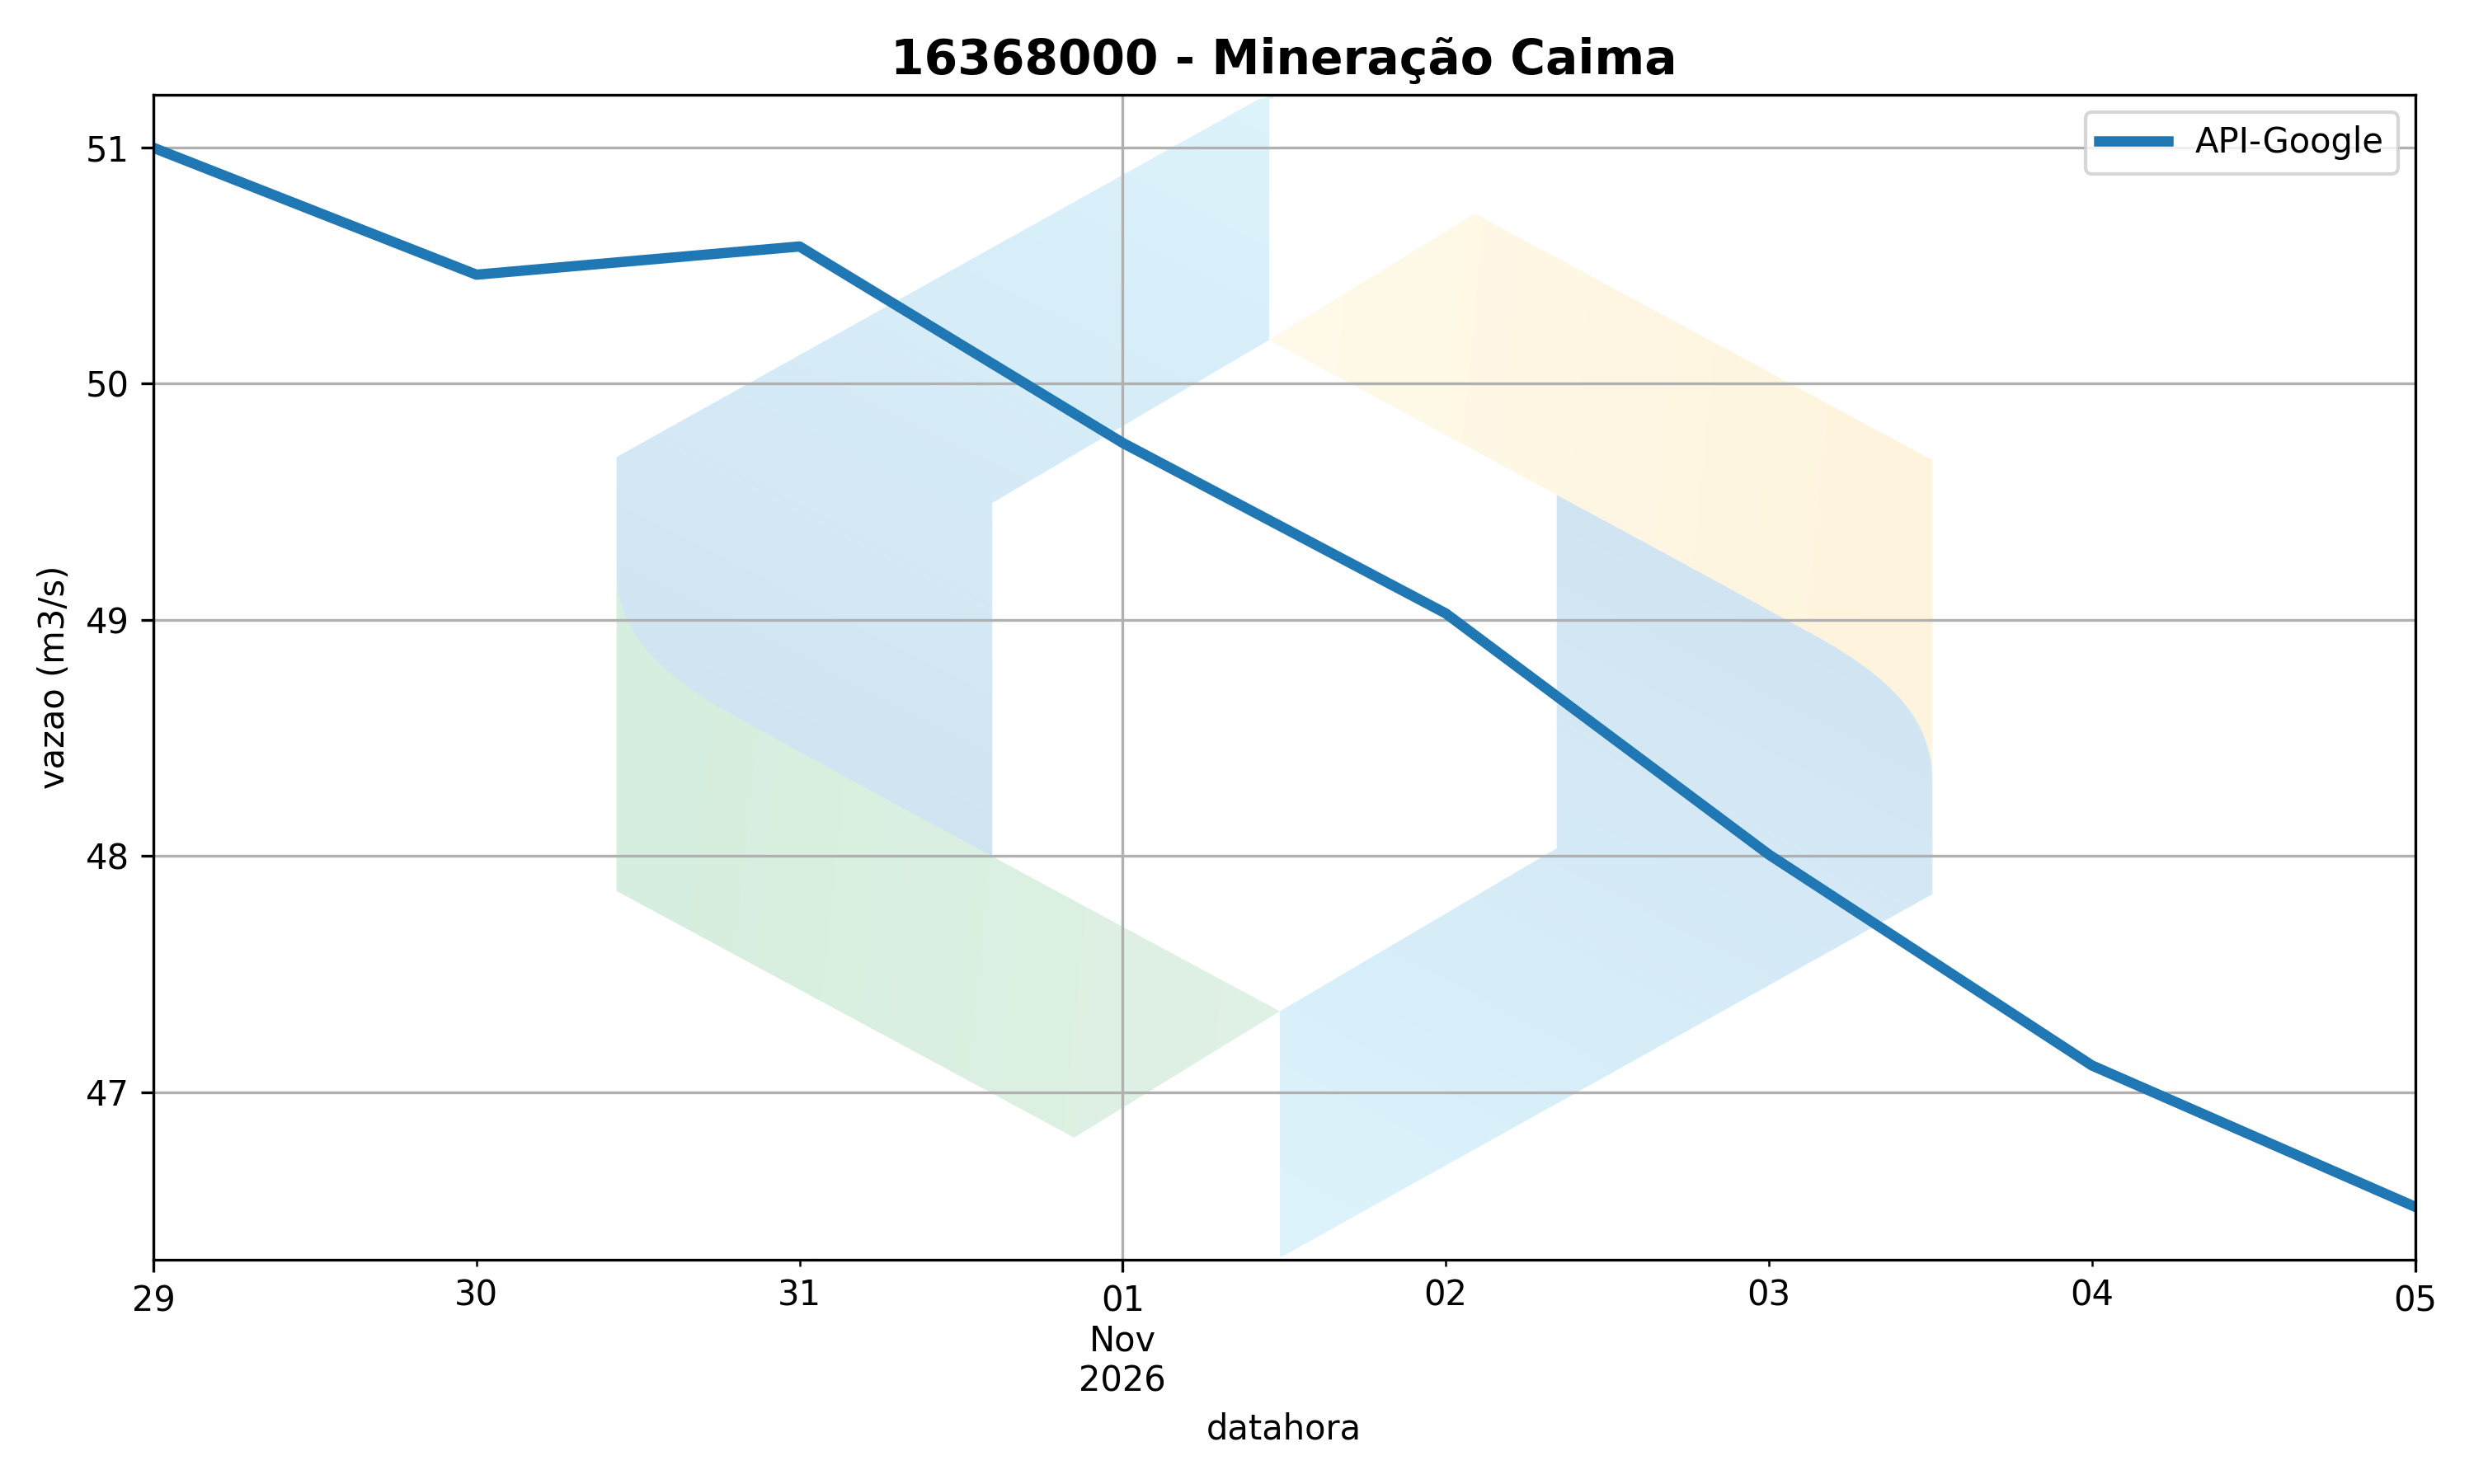 16368000 - Mineração Caima
API-Google
51
50
49
48
47
vazao (m3/s)
29 30 31 01 02 03 04 05
Nov
2026
datahora